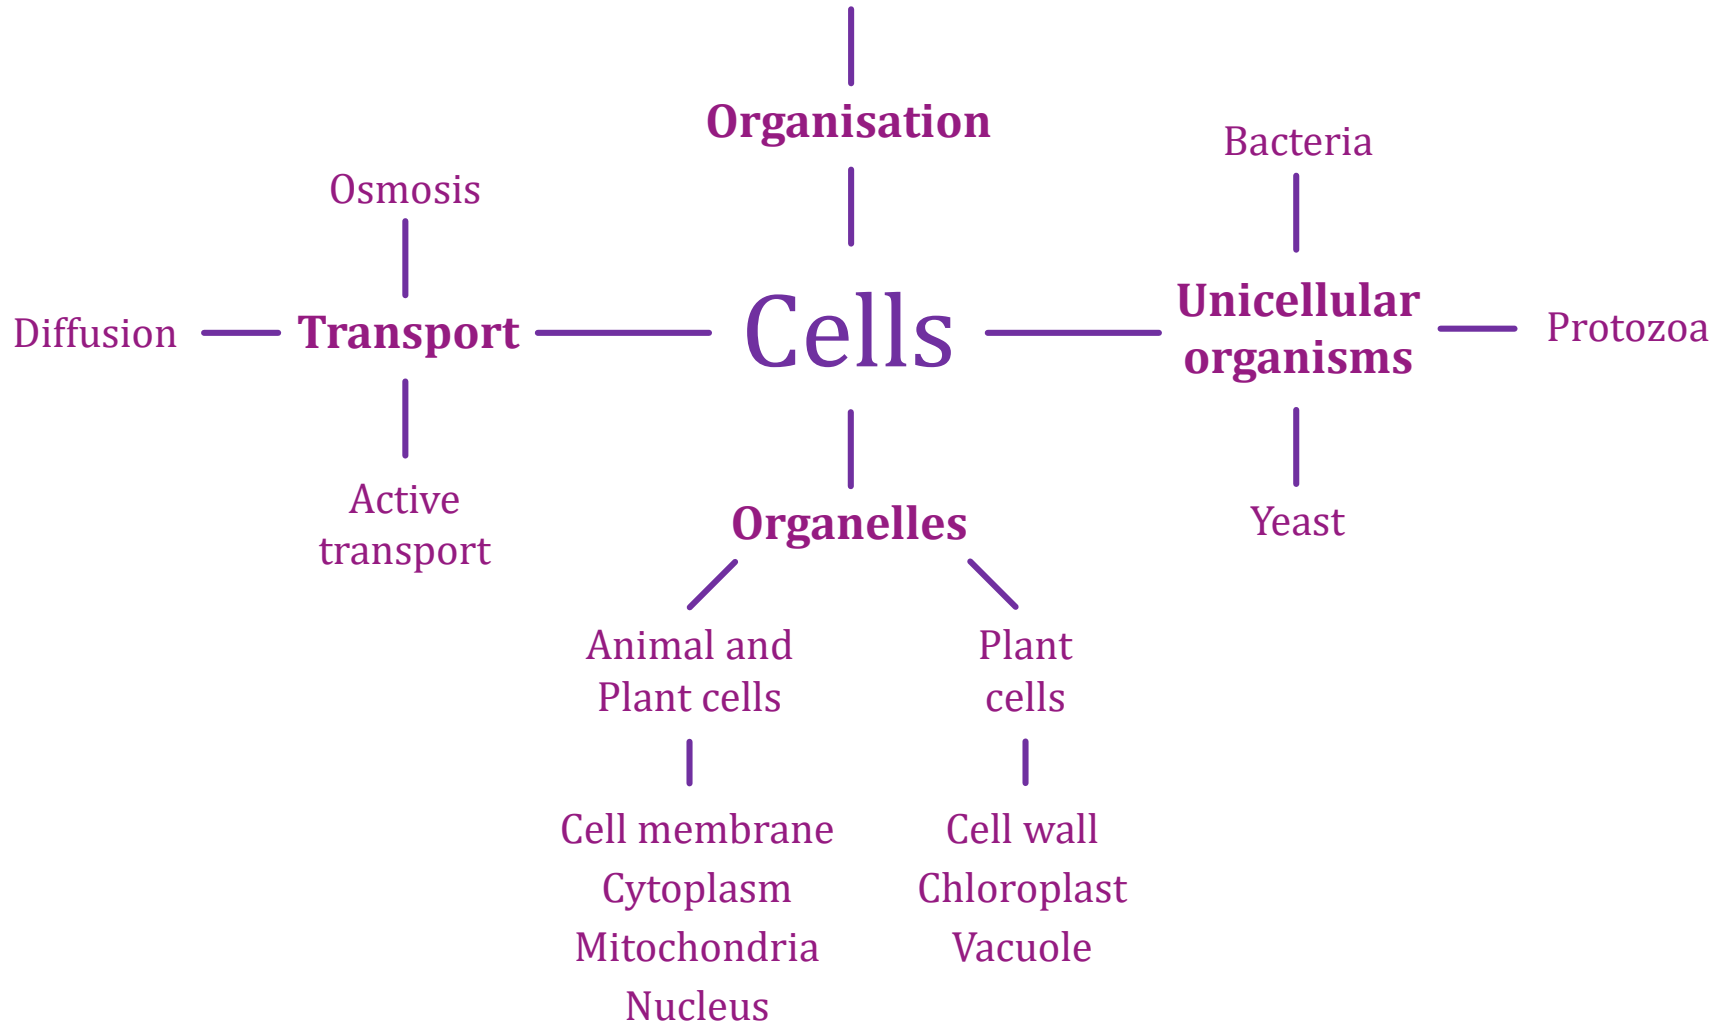 Organisation
Bacteria
Osmosis
Unicellular
organisms
Diffusion
Transport
Cells
Protozoa
Active
transport
Organelles
Yeast
Animal and
Plant cells
Plant
cells
Cell membrane
Cytoplasm
Mitochondria
Nucleus
Cell wall
Chloroplast
Vacuole